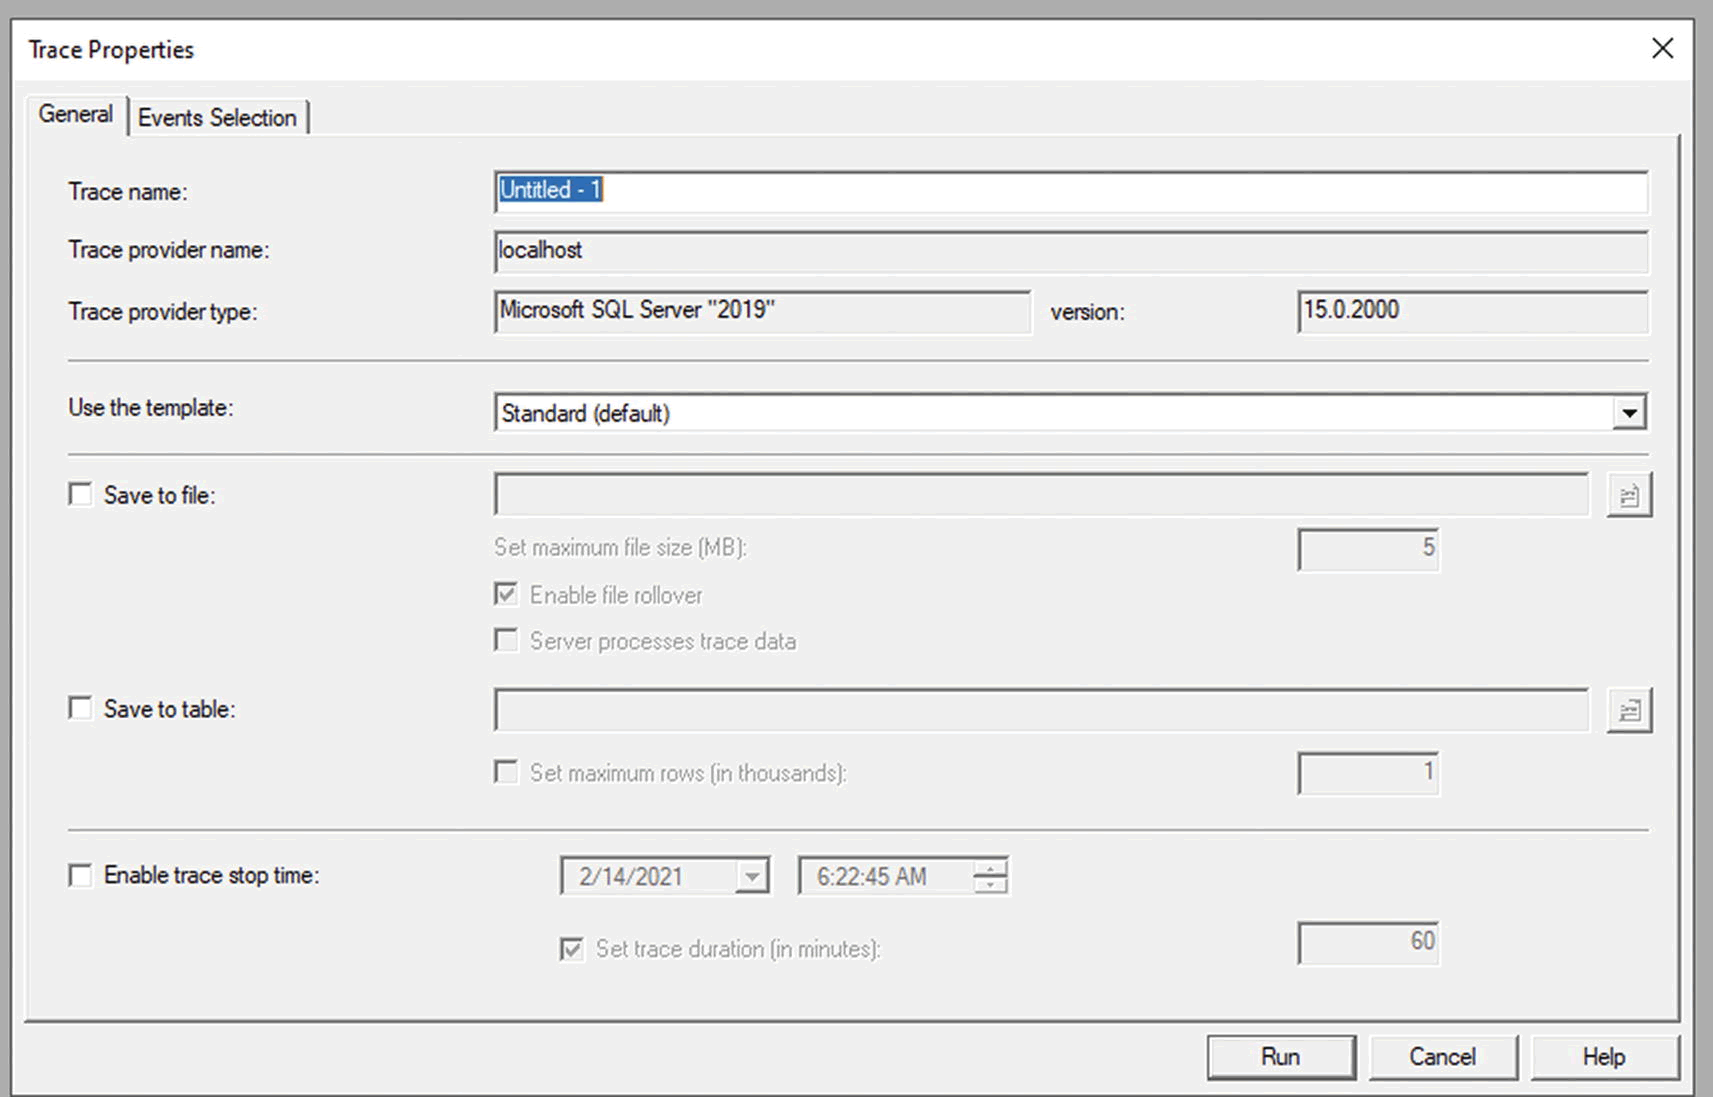 Trace Properties
General
Events Selection
Trace name:
Untitled - 1
Trace provider name:
localhost
Trace provider type:
Microsoft SQL Server "2019"
version:
15.0.2000
Use the template:
Standard (default)
Save to file:
Set maximum file size (MB):
5
Enable file rollover
Server processes trace data
Save to table:
Set maximum rows (in thousands):
1
Enable trace stop time:
2/14/2021
6:22:45 AM
Set trace duration (in minutes):
60
Run
Cancel
Help